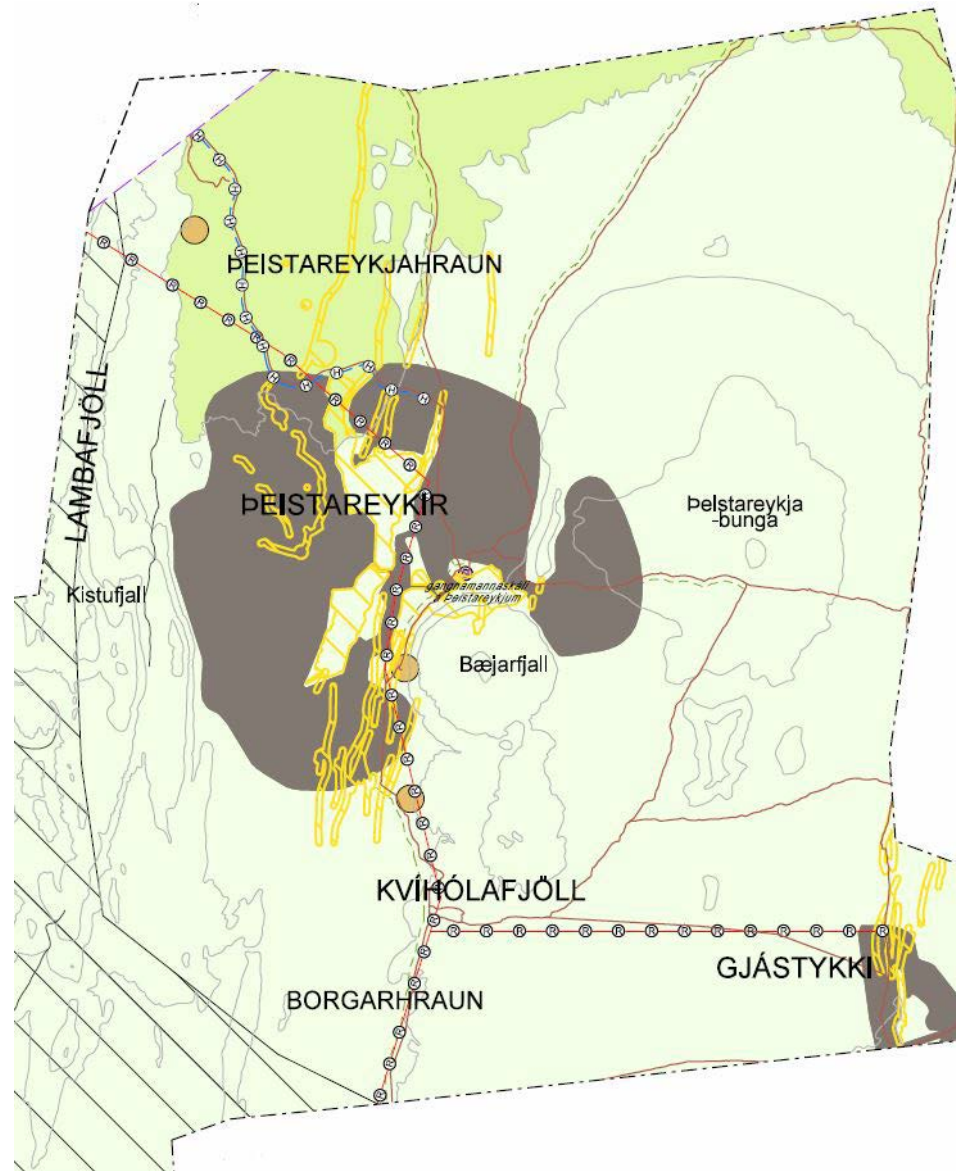 ÞEISTAREYKJAHRAUN
LAMBAFJÖLL
ÞEISTAREYKIR
Þeistareykja
-bunga
Kistufjall
gangnamannaskáli
á Þeistareykjum
Bæjarfjall
KVÍHÓLAFJÖLL
GJÁSTYKKI
BORGARHRAUN